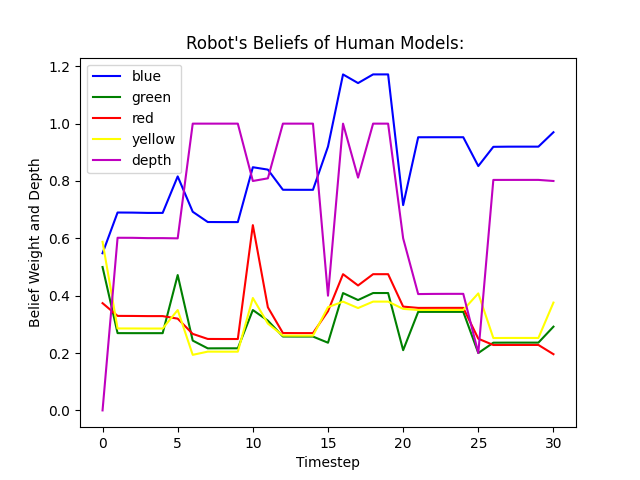 Robot's Beliefs of Human Models:
blue
green
red
yellow
depth
Belief Weight and Depth
1.2
1.0
0.8
0.6
0.4
0.2
0.0
0 5 10 15 20 25 30
Timestep